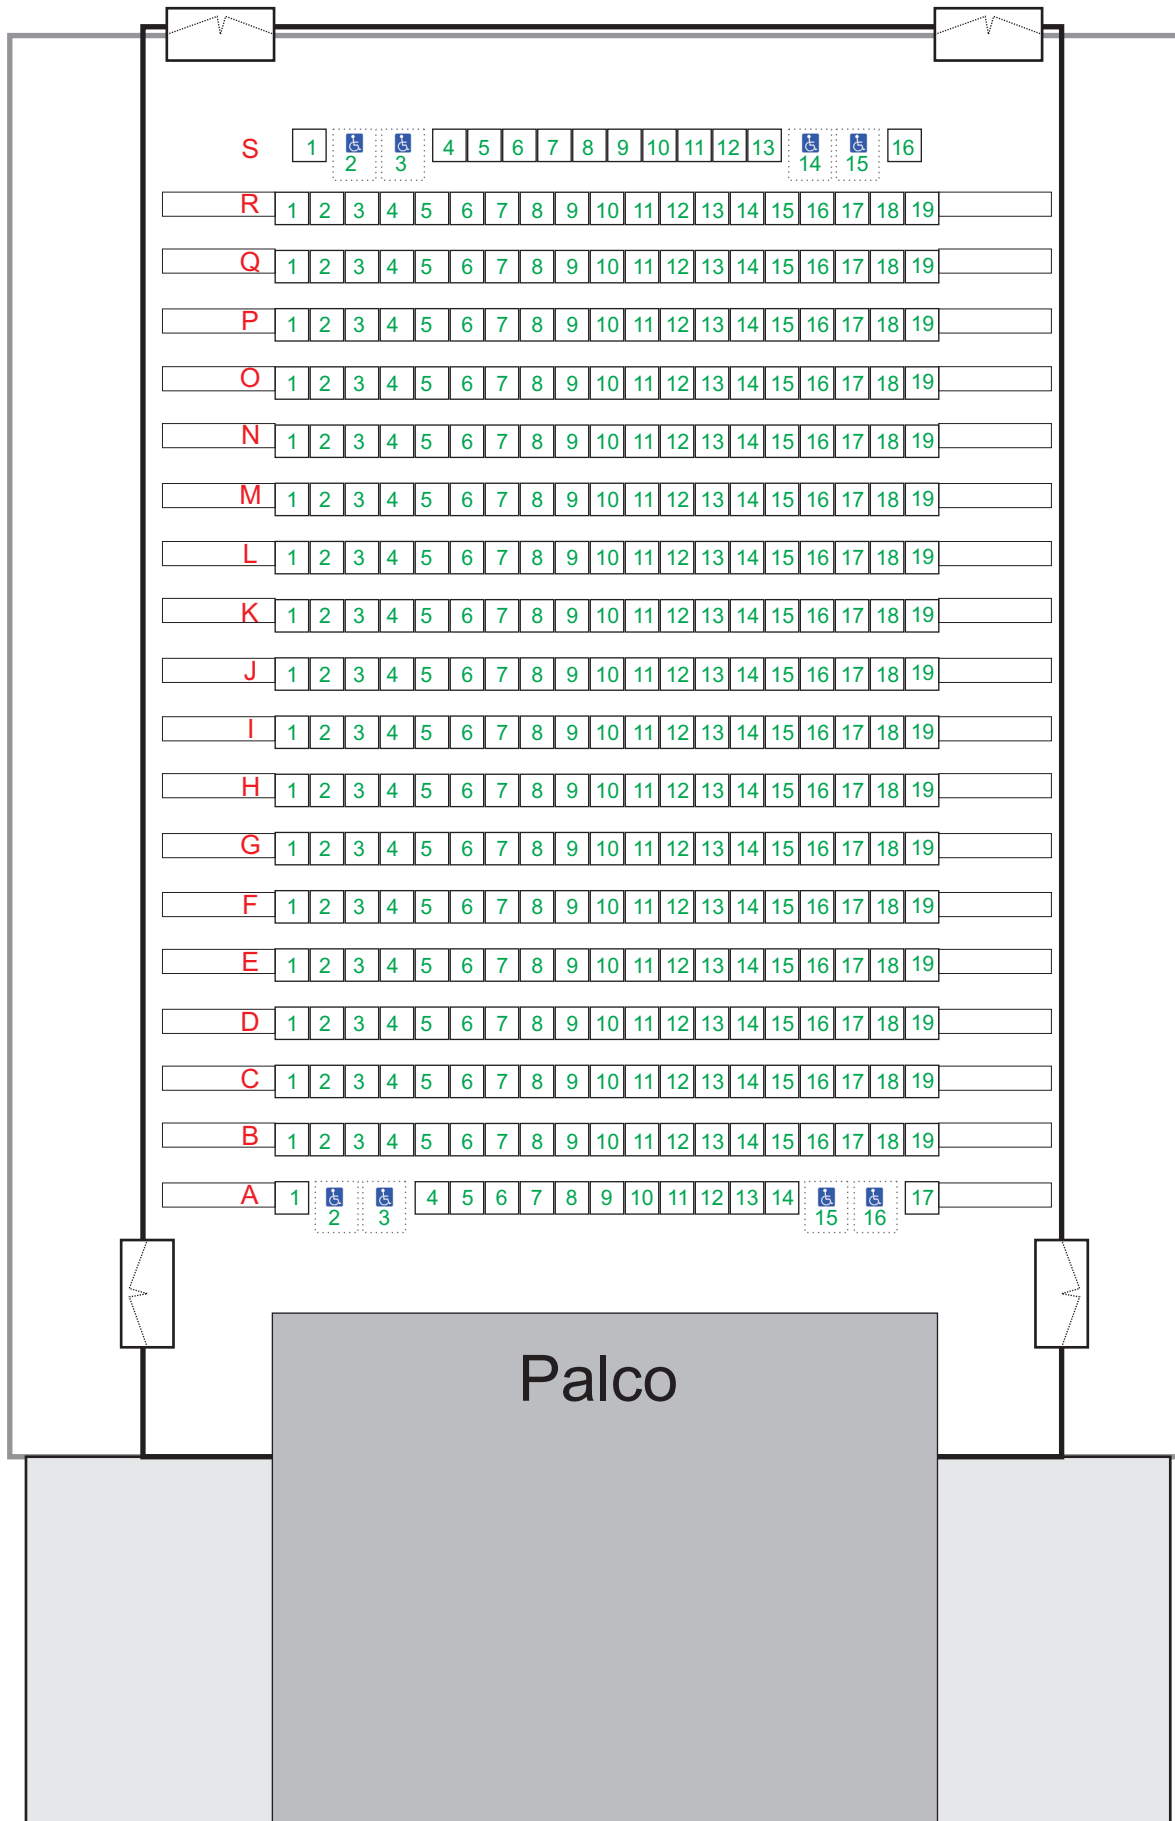 S 1 2 3 4 5 6 7 8 9 10 11 12 13 14 15 16
R 1 2 3 4 5 6 7 8 9 10 11 12 13 14 15 16 17 18 19
Q 1 2 3 4 5 6 7 8 9 10 11 12 13 14 15 16 17 18 19
P 1 2 3 4 5 6 7 8 9 10 11 12 13 14 15 16 17 18 19
O 1 2 3 4 5 6 7 8 9 10 11 12 13 14 15 16 17 18 19
N 1 2 3 4 5 6 7 8 9 10 11 12 13 14 15 16 17 18 19
M 1 2 3 4 5 6 7 8 9 10 11 12 13 14 15 16 17 18 19
L 1 2 3 4 5 6 7 8 9 10 11 12 13 14 15 16 17 18 19
K 1 2 3 4 5 6 7 8 9 10 11 12 13 14 15 16 17 18 19
J 1 2 3 4 5 6 7 8 9 10 11 12 13 14 15 16 17 18 19
I 1 2 3 4 5 6 7 8 9 10 11 12 13 14 15 16 17 18 19
H 1 2 3 4 5 6 7 8 9 10 11 12 13 14 15 16 17 18 19
G 1 2 3 4 5 6 7 8 9 10 11 12 13 14 15 16 17 18 19
F 1 2 3 4 5 6 7 8 9 10 11 12 13 14 15 16 17 18 19
E 1 2 3 4 5 6 7 8 9 10 11 12 13 14 15 16 17 18 19
D 1 2 3 4 5 6 7 8 9 10 11 12 13 14 15 16 17 18 19
C 1 2 3 4 5 6 7 8 9 10 11 12 13 14 15 16 17 18 19
B 1 2 3 4 5 6 7 8 9 10 11 12 13 14 15 16 17 18 19
A 1 2 3 4 5 6 7 8 9 10 11 12 13 14 15 16 17
Palco